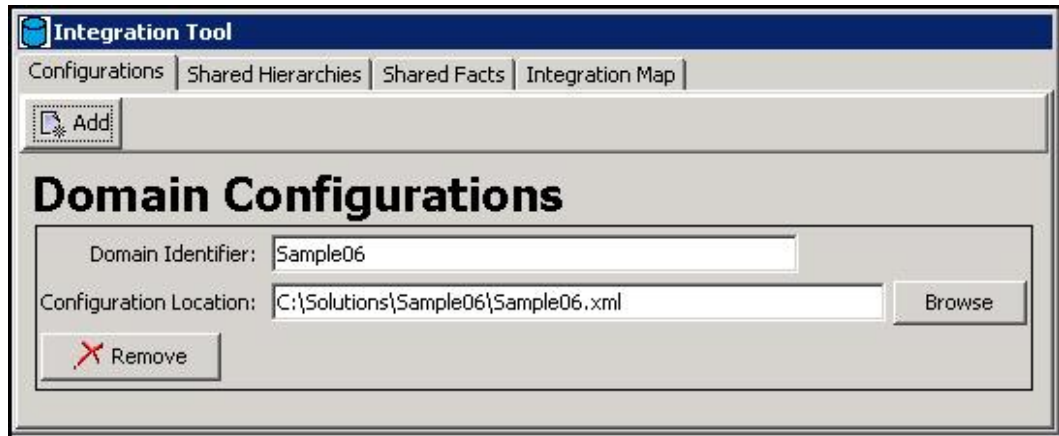 Integration Tool
Configurations Shared Hierarchies Shared Facts Integration Map
Add
Domain Configurations
Domain Identifier: Sample06
Configuration Location: C:\Solutions\Sample06\Sample06.xml Browse
Remove